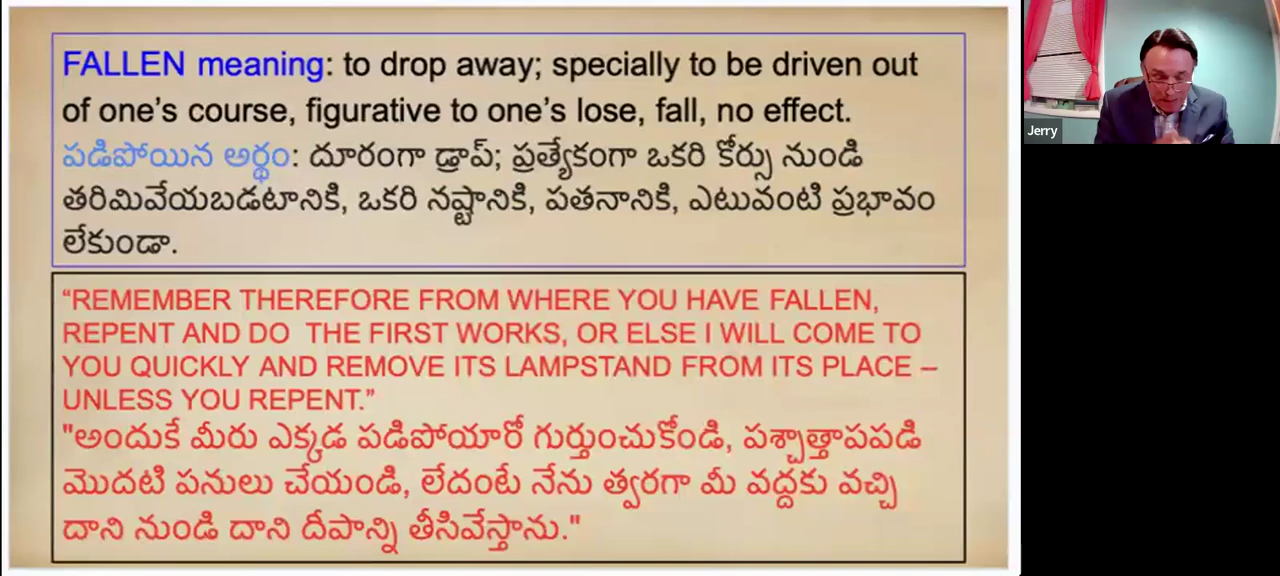 FALLEN meaning: to drop away; specially to be driven out
of one's course, figurative to one's lose, fall, no effect.
పడిపోయిన అర్థం: దూరంగా డ్రాప్; ప్రత్యేకంగా ఒకరి కోర్సు నుండి
తరిమివేయబడటానికి, ఒకరి నష్టానికి, పతనానికి, ఎటువంటి ప్రభావం
లేకుండా.
“REMEMBER THEREFORE FROM WHERE YOU HAVE FALLEN,
REPENT AND DO THE FIRST WORKS, OR ELSE I WILL COME TO
YOU QUICKLY AND REMOVE ITS LAMPSTAND FROM ITS PLACE –
UNLESS YOU REPENT.”
"అందుకే మీరు ఎక్కడ పడిపోయారో గుర్తుంచుకోండి, పశ్చాత్తాపపడి
మొదటి పనులు చేయండి, లేదంటే నేను త్వరగా మీ వద్దకు వచ్చి
దాని నుండి దాని దీపాన్ని తీసివేస్తాను."
Jerry